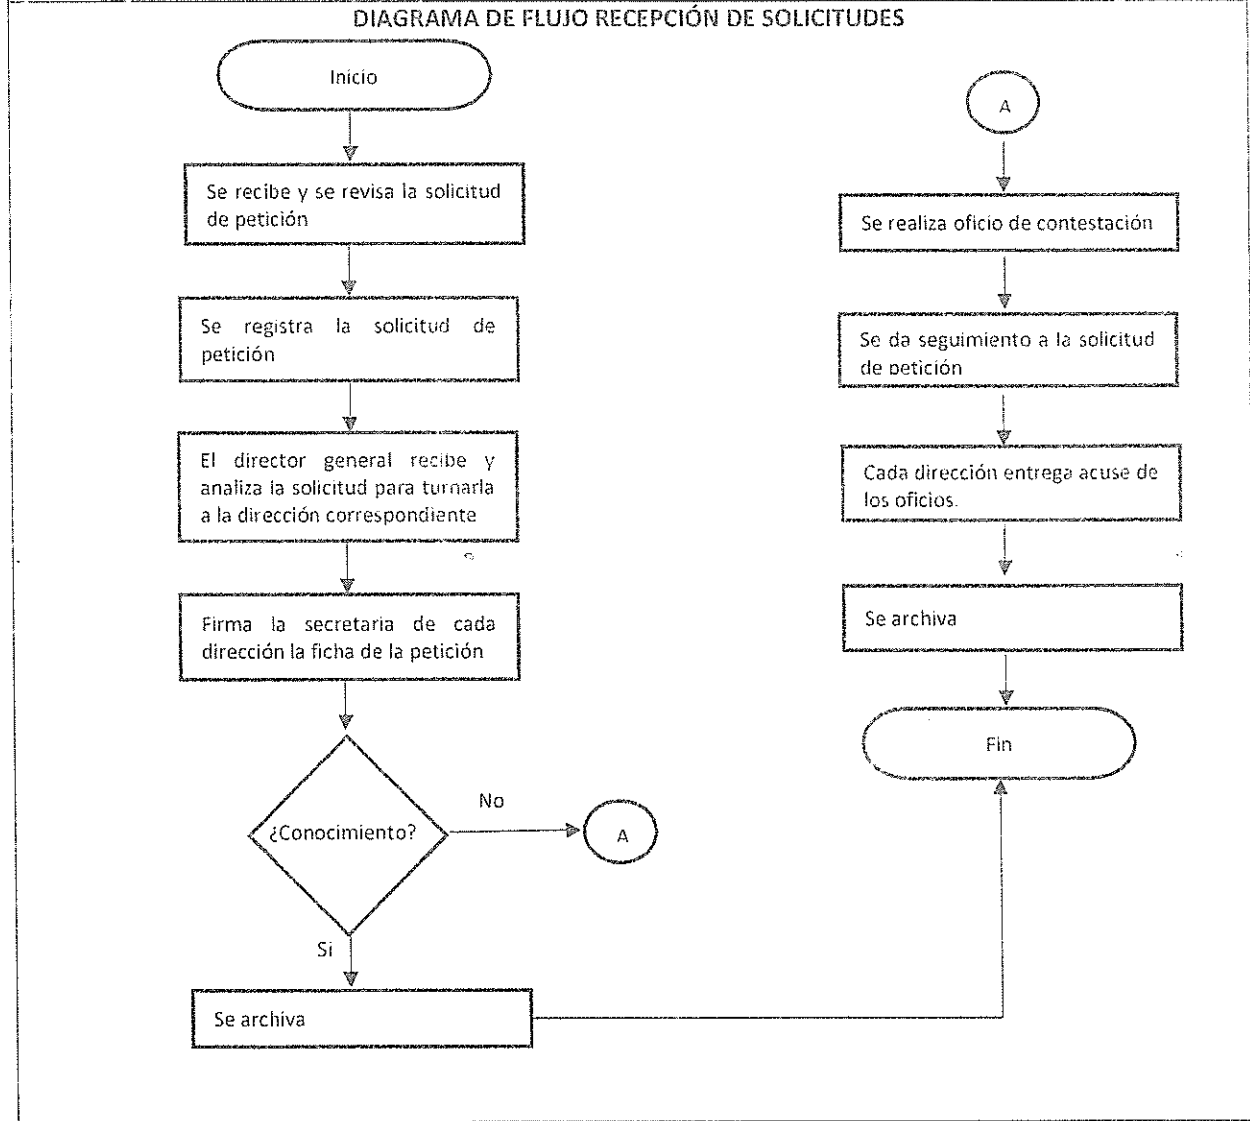 DIAGRAMA DE FLUJO RECEPCIÓN DE SOLICITUDES
Inicio
Se recibe y se revisa la solicitud
de petición
Se registra la solicitud de
petición
El director general recibe y
analiza la solicitud para turnarla
a la dirección correspondiente
Firma la secretaria de cada
dirección la ficha de la petición
¿Conocimiento?
No
A
Si
Se archiva
A
Se realiza oficio de contestación
Se da seguimiento a la solicitud
de petición
Cada dirección entrega acuse de
los oficios.
Se archiva
Fin